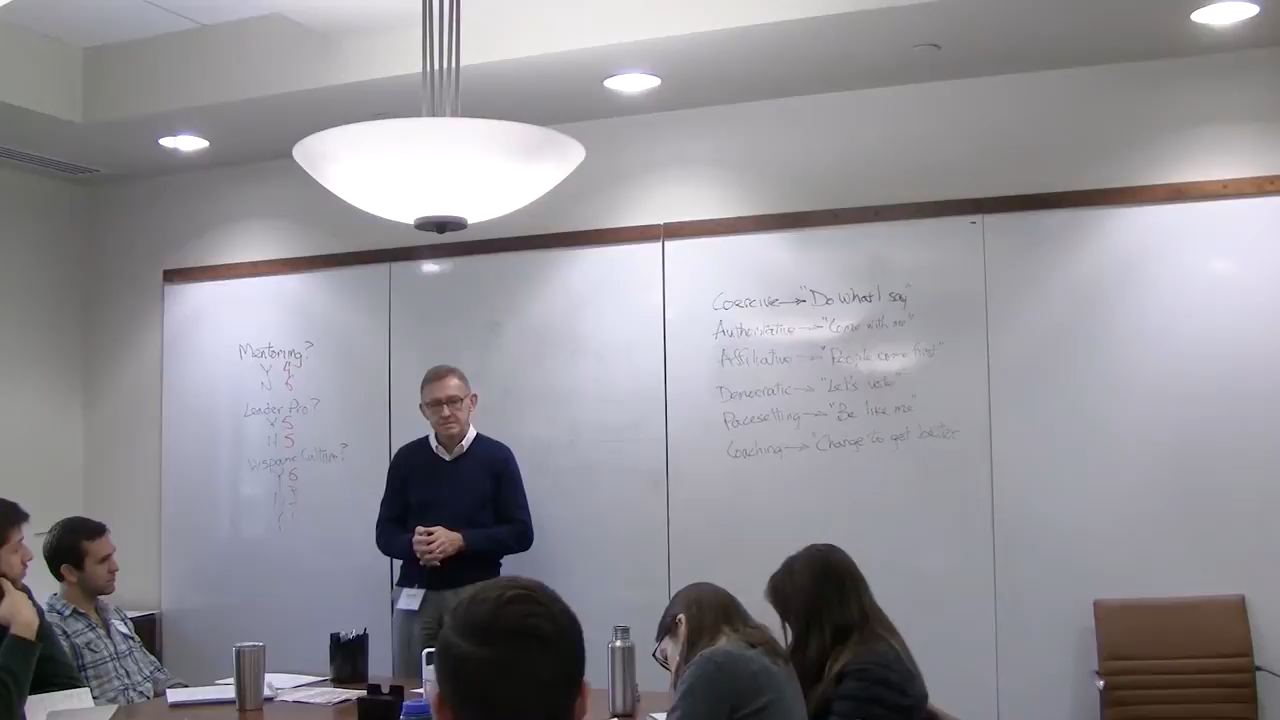 Mentoring?
Y 4
N 6
Leader Pro?
Y 5
N 5
Hispanic Culture?
Y 6
Coercive → "Do what I say"
Authoritative → "Come with me"
Affiliative → "People come first"
Democratic → "Let's vote"
Pacesetting → "Be like me"
Coaching → "Change to get better